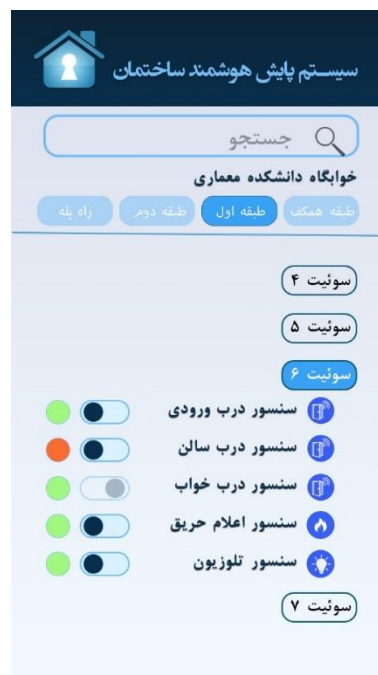 سیستم پایش هوشمند ساختمان
جستجو
خوابگاه دانشکده معماری
طبقه همکف طبقه اول طبقه دوم راه پله
سوئیت ۴
سوئیت ۵
سوئیت ۶
سنسور درب ورودی
سنسور درب سالن
سنسور درب خواب
سنسور اعلام حریق
سنسور تلوزیون
سوئیت ۷